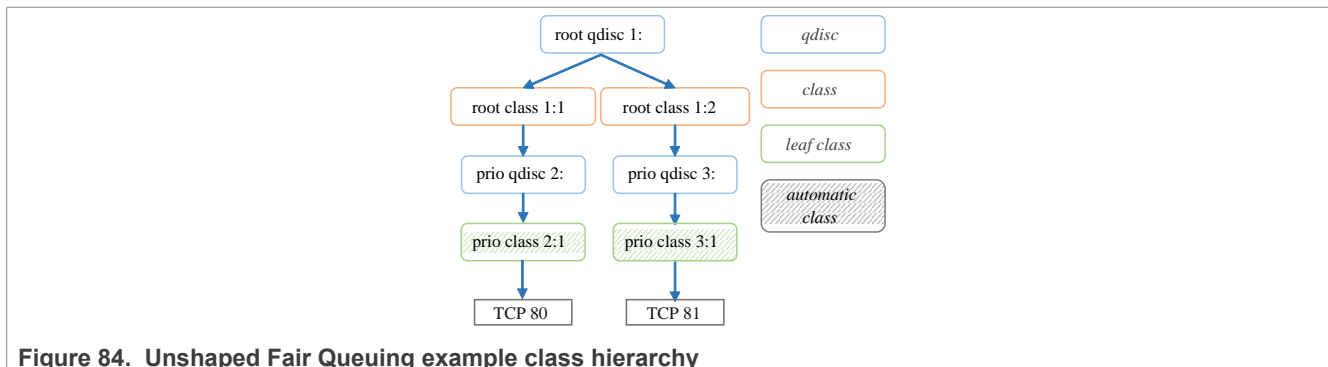 root qdisc 1:
qdisc
root class 1:1
root class 1:2
class
leaf class
prio qdisc 2:
prio qdisc 3:
automatic
class
prio class 2:1
prio class 3:1
TCP 80
TCP 81
Figure 84. Unshaped Fair Queuing example class hierarchy